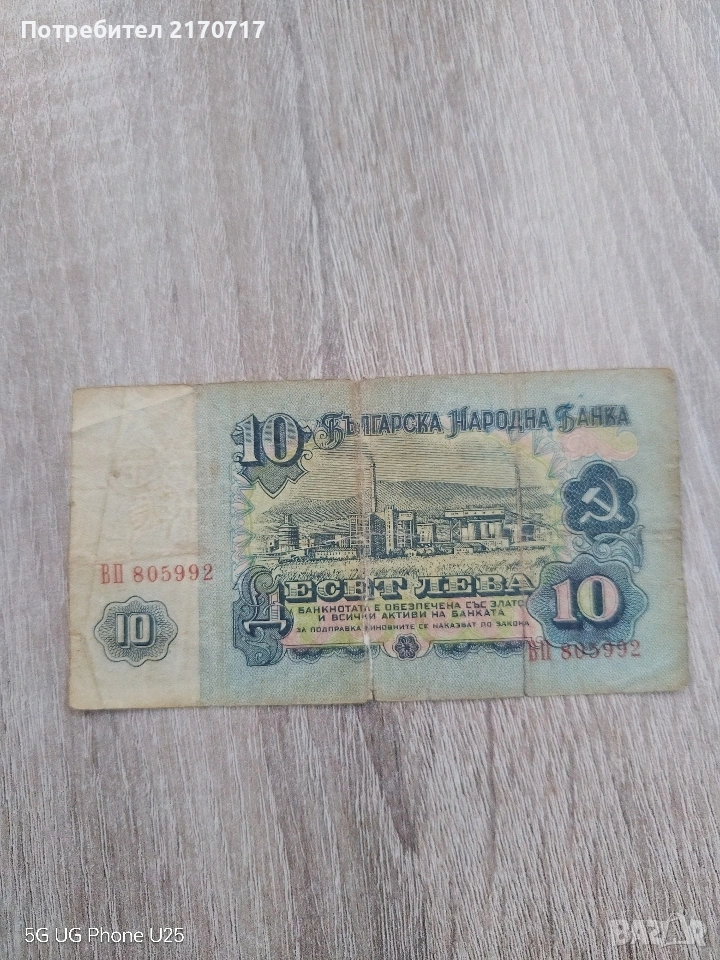 Потребител 2170717
10 БЪЛГАРСКА НАРОДНА БАНКА
ВП 805992
ДЕСЕТ ЛЕВА
БАНКНОТАТА Е ОБЕЗПЕЧЕНА СЪС ЗЛАТО
И ВСИЧКИ АКТИВИ НА БАНКАТА
ЗА ПОДПРАВКА ВИНОВНИТЕ СЕ НАКАЗВАТ ПО ЗАКОНА
10
10
ВП 805992
5G UG Phone U25
BAZAR